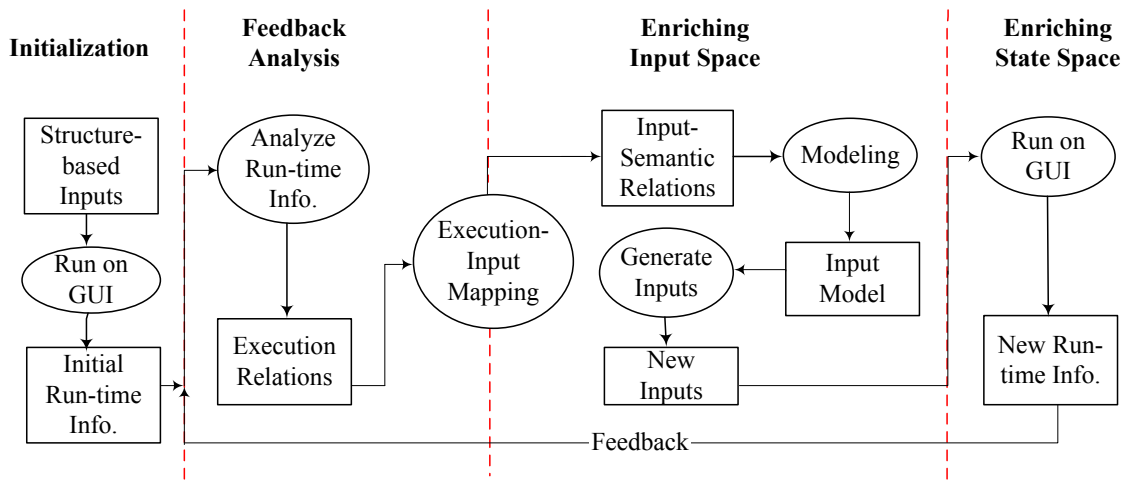 Initialization
Feedback
Analysis
Enriching
Input Space
Enriching
State Space
Structure-
based
Inputs
Run on
GUI
Initial
Run-time
Info.
Analyze
Run-time
Info.
Execution
Relations
Execution-
Input
Mapping
Input-
Semantic
Relations
Modeling
Input
Model
Generate
Inputs
New
Inputs
Run on
GUI
New Run-
time Info.
Feedback